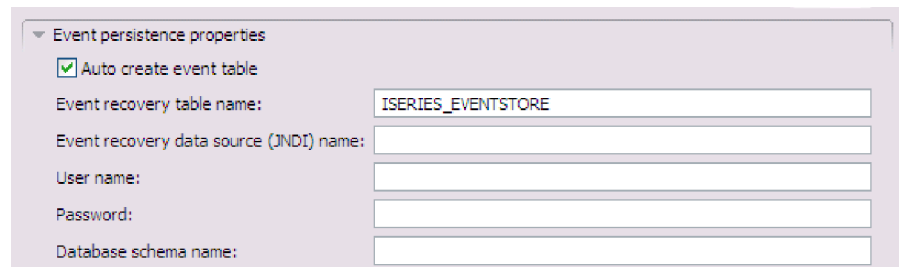 Event persistence properties
Auto create event table
Event recovery table name: ISERIES_EVENTSTORE
Event recovery data source (JNDI) name:
User name:
Password:
Database schema name: